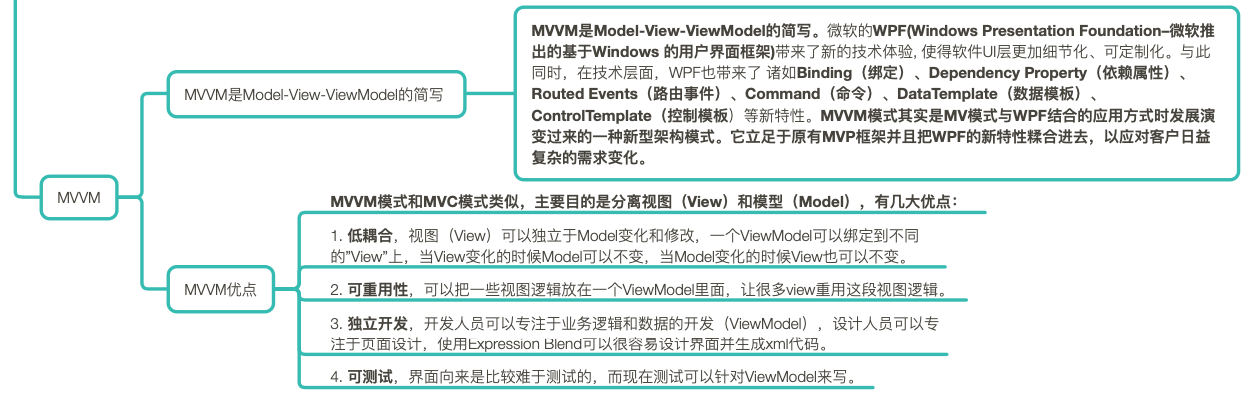 MVVM
MVVM是Model-View-ViewModel的简写
MVVM是Model-View-ViewModel的简写。微软的WPF(Windows Presentation Foundation–微软推
出的基于Windows 的用户界面框架)带来了新的技术体验, 使得软件UI层更加细节化、可定制化。与此
同时，在技术层面，WPF也带来了 诸如Binding（绑定）、Dependency Property（依赖属性）、
Routed Events（路由事件）、Command（命令）、DataTemplate（数据模板）、
ControlTemplate（控制模板）等新特性。MVVM模式其实是MV模式与WPF结合的应用方式时发展演
变过来的一种新型架构模式。它立足于原有MVP框架并且把WPF的新特性糅合进去，以应对客户日益
复杂的需求变化。
MVVM优点
MVVM模式和MVC模式类似，主要目的是分离视图（View）和模型（Model），有几大优点：
1. 低耦合，视图（View）可以独立于Model变化和修改，一个ViewModel可以绑定到不同
的”View”上，当View变化的时候Model可以不变，当Model变化的时候View也可以不变。
2. 可重用性，可以把一些视图逻辑放在一个ViewModel里面，让很多view重用这段视图逻辑。
3. 独立开发，开发人员可以专注于业务逻辑和数据的开发（ViewModel），设计人员可以专
注于页面设计，使用Expression Blend可以很容易设计界面并生成xml代码。
4. 可测试，界面向来是比较难于测试的，而现在测试可以针对ViewModel来写。